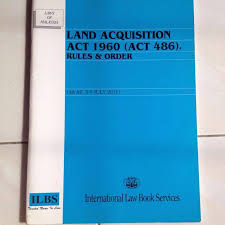 LAWS
OF
MALAYSIA
LAND ACQUISITION
ACT 1960 (ACT 486).
RULES & ORDER
ILBS
International Law Book Services